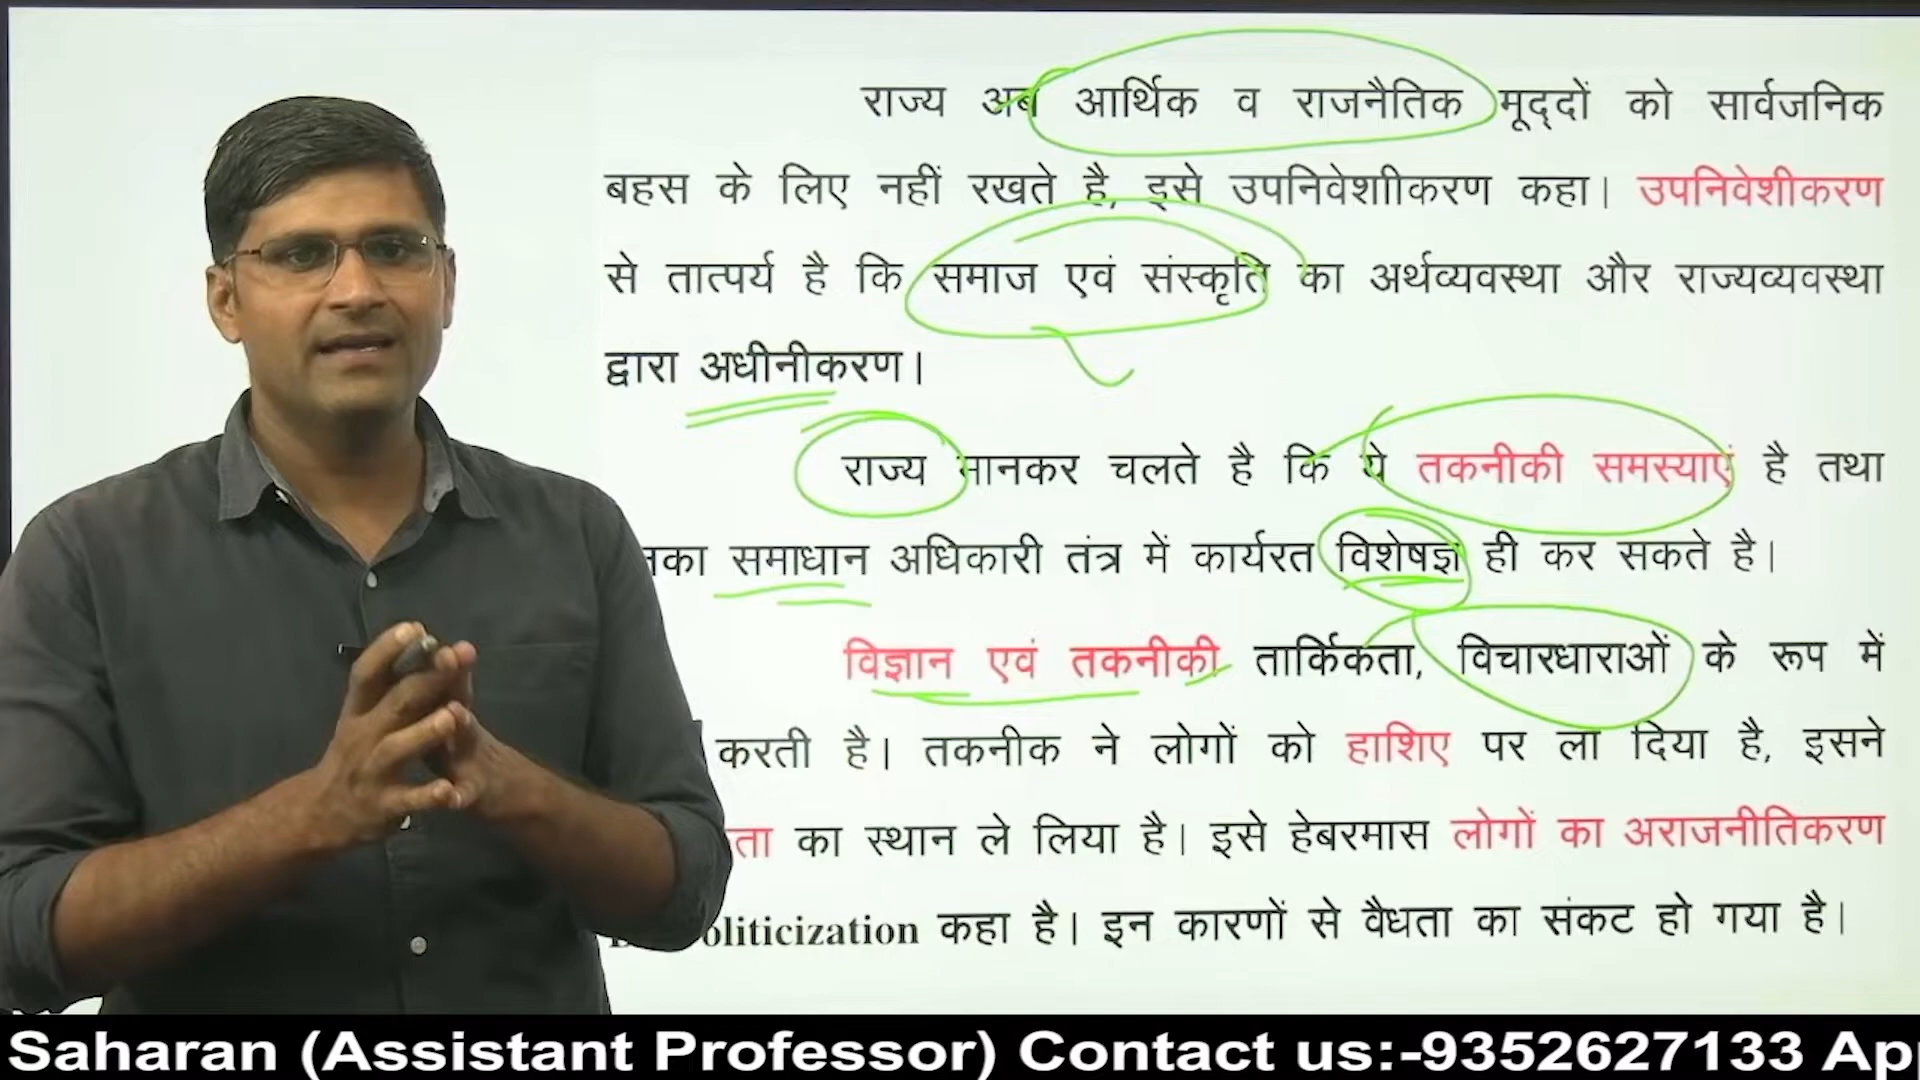 राज्य अब आर्थिक व राजनैतिक मूद्दों को सार्वजनिक
बहस के लिए नहीं रखते है, इसे उपनिवेशाीकरण कहा। उपनिवेशीकरण
से तात्पर्य है कि समाज एवं संस्कृति का अर्थव्यवस्था और राज्यव्यवस्था
द्वारा अधीनीकरण।
राज्य मानकर चलते है कि ये तकनीकी समस्याएं है तथा
समाधान अधिकारी तंत्र में कार्यरत विशेषज्ञ ही कर सकते है।
विज्ञान एवं तकनीकी तार्किकता, विचारधाराओं के रूप में
करती है। तकनीक ने लोगों को हाशिए पर ला दिया है, इसने
का स्थान ले लिया है। इसे हेबरमास लोगों का अराजनीतिकरण
oliticization कहा है। इन कारणों से वैधता का संकट हो गया है।
Saharan (Assistant Professor) Contact us:-9352627133 Ap